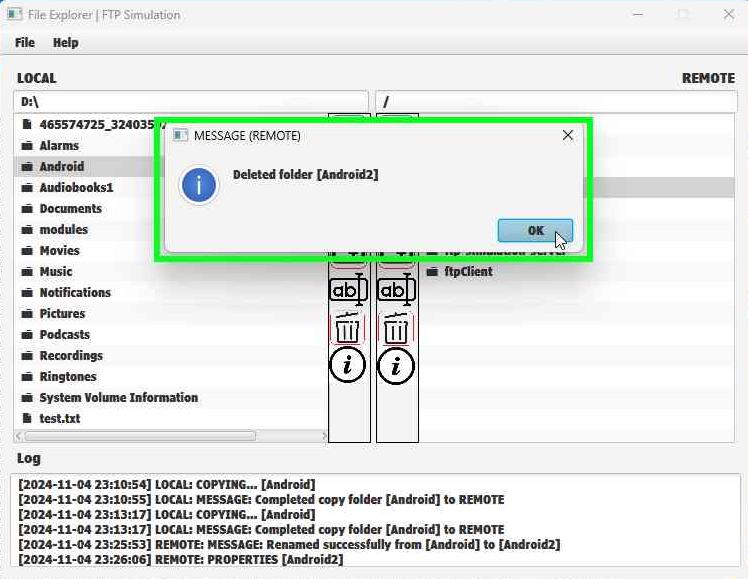 File Explorer | FTP Simulation
File Help
LOCAL REMOTE
D:\ /
MESSAGE (REMOTE)
Deleted folder [Android2]
OK
Alarms
Android
Audiobooks1
Documents
modules
Movies
Music
Notifications
Pictures
Podcasts
Recordings
Ringtones
System Volume Information
test.txt
ftpClient
ab ab
i i
Log
[2024-11-04 23:10:54] LOCAL: COPYING... [Android]
[2024-11-04 23:10:55] LOCAL: MESSAGE: Completed copy folder [Android] to REMOTE
[2024-11-04 23:13:17] LOCAL: COPYING... [Android]
[2024-11-04 23:13:17] LOCAL: MESSAGE: Completed copy folder [Android] to REMOTE
[2024-11-04 23:25:53] REMOTE: MESSAGE: Renamed successfully from [Android] to [Android2]
[2024-11-04 23:26:06] REMOTE: PROPERTIES [Android2]